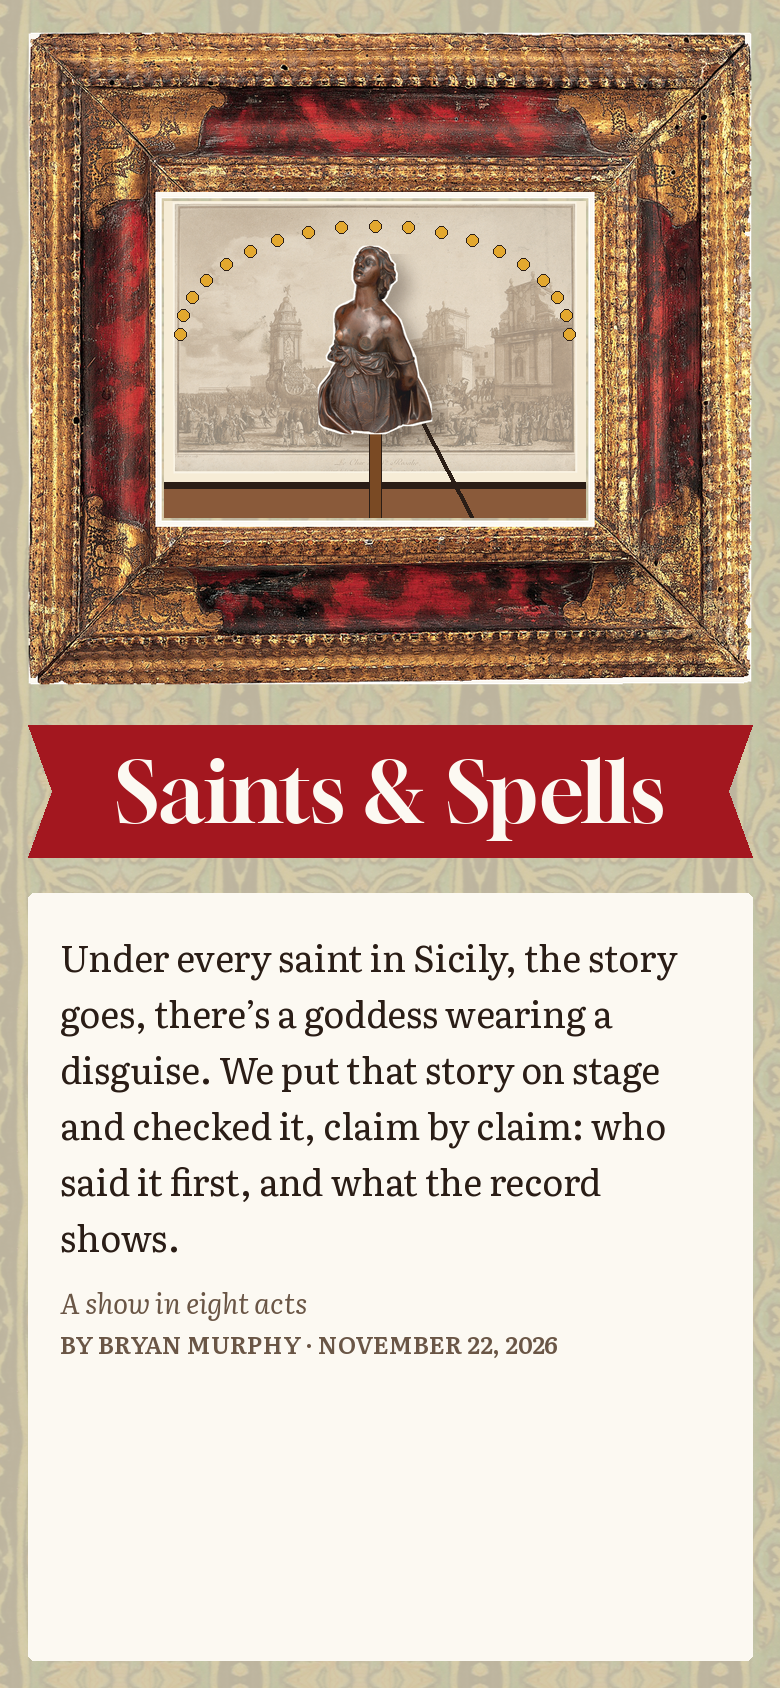 Saints & Spells
Under every saint in Sicily, the story
goes, there’s a goddess wearing a
disguise. We put that story on stage
and checked it, claim by claim: who
said it first, and what the record
shows.
A show in eight acts
BY BRYAN MURPHY · NOVEMBER 22, 2026